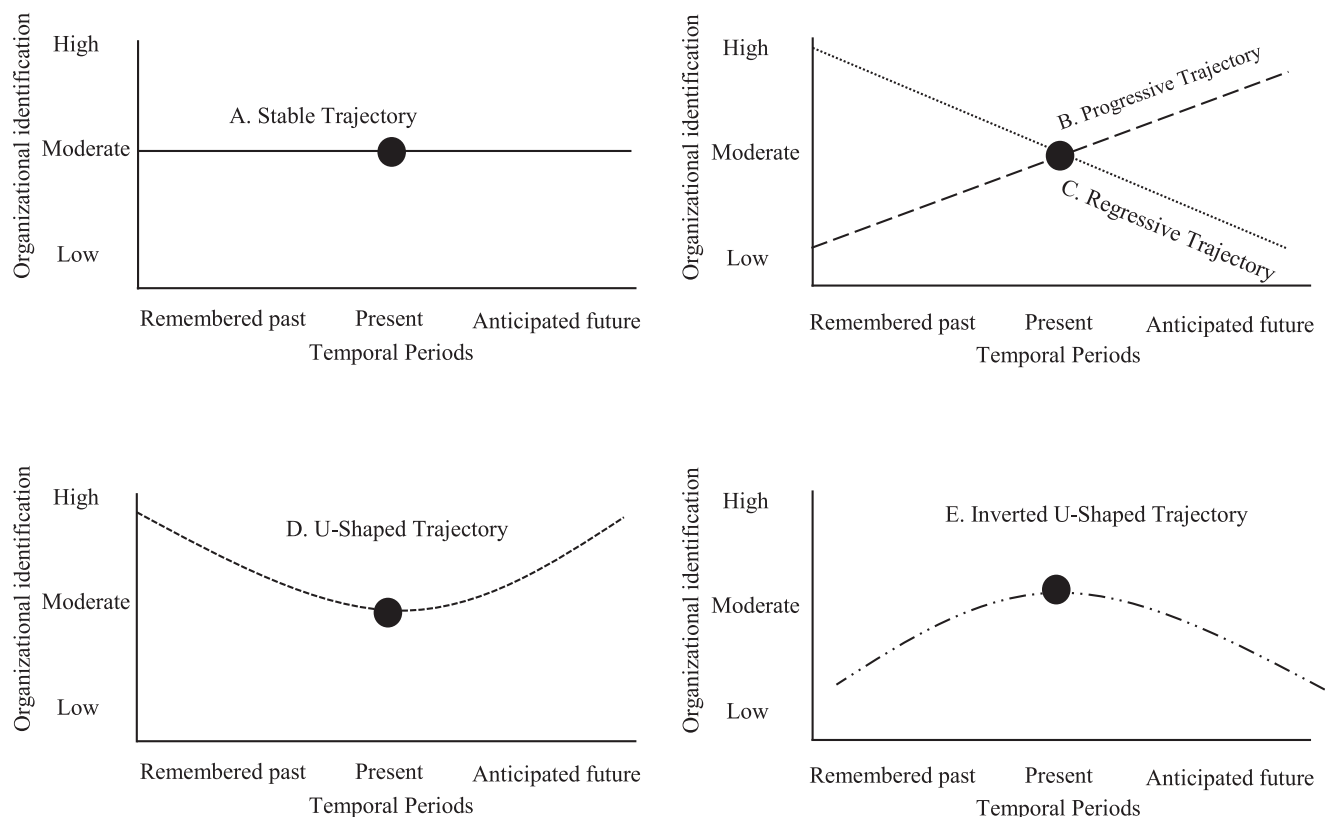 Organizational identification
High
Moderate
Low
A. Stable Trajectory
Remembered past
Present
Anticipated future
Temporal Periods
Organizational identification
High
Moderate
Low
B. Progressive Trajectory
C. Regressive Trajectory
Remembered past
Present
Anticipated future
Temporal Periods
Organizational identification
High
Moderate
Low
D. U-Shaped Trajectory
Remembered past
Present
Anticipated future
Temporal Periods
Organizational identification
High
Moderate
Low
E. Inverted U-Shaped Trajectory
Remembered past
Present
Anticipated future
Temporal Periods